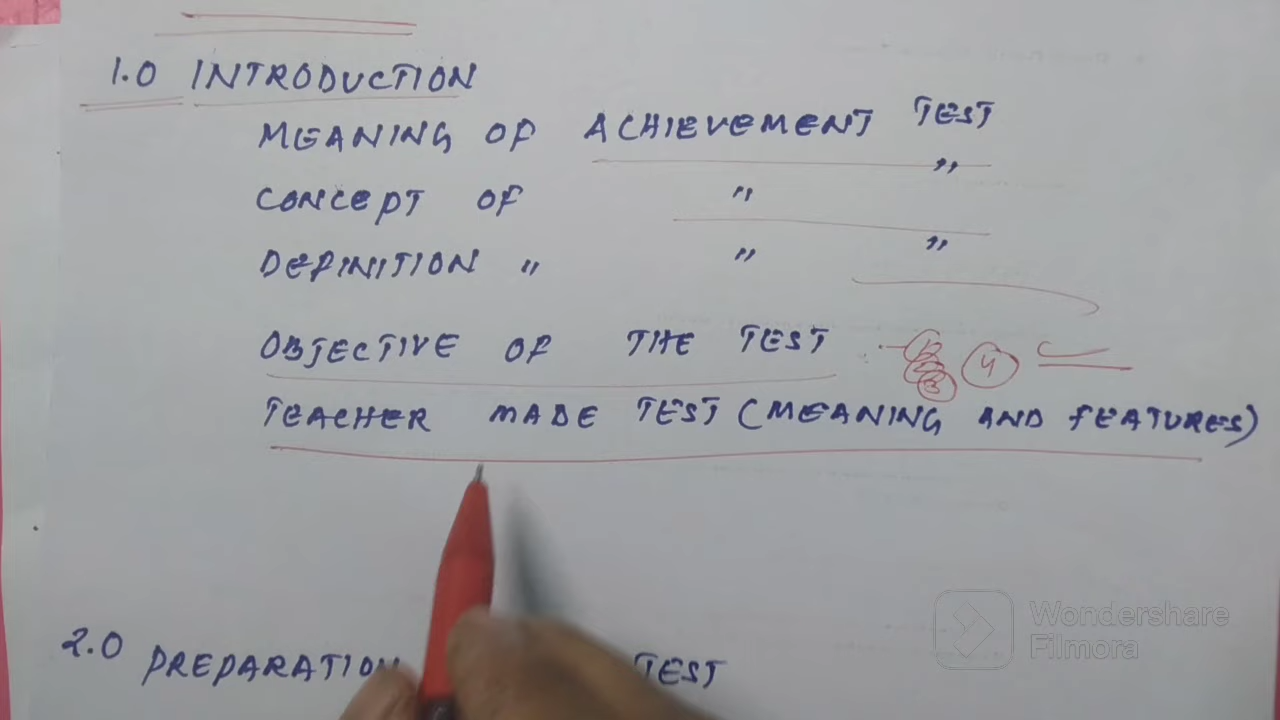 1.0 INTRODUCTION
MEANING OF ACHIEVEMENT TEST
CONCEPT OF " "
DEFINITION " " "
OBJECTIVE OF THE TEST 4
TEACHER MADE TEST (MEANING AND FEATURES)
2.0 PREPARATION TEST
Wondershare
Filmora